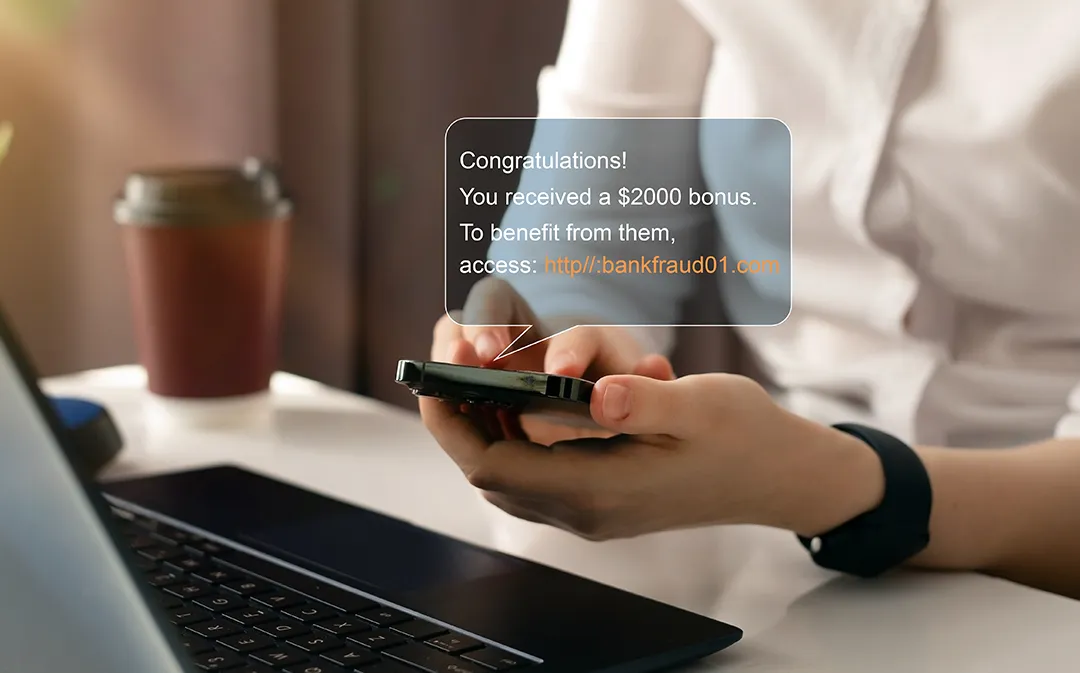 Congratulations!
You received a $2000 bonus.
To benefit from them,
access: http//:bankfraud01.com